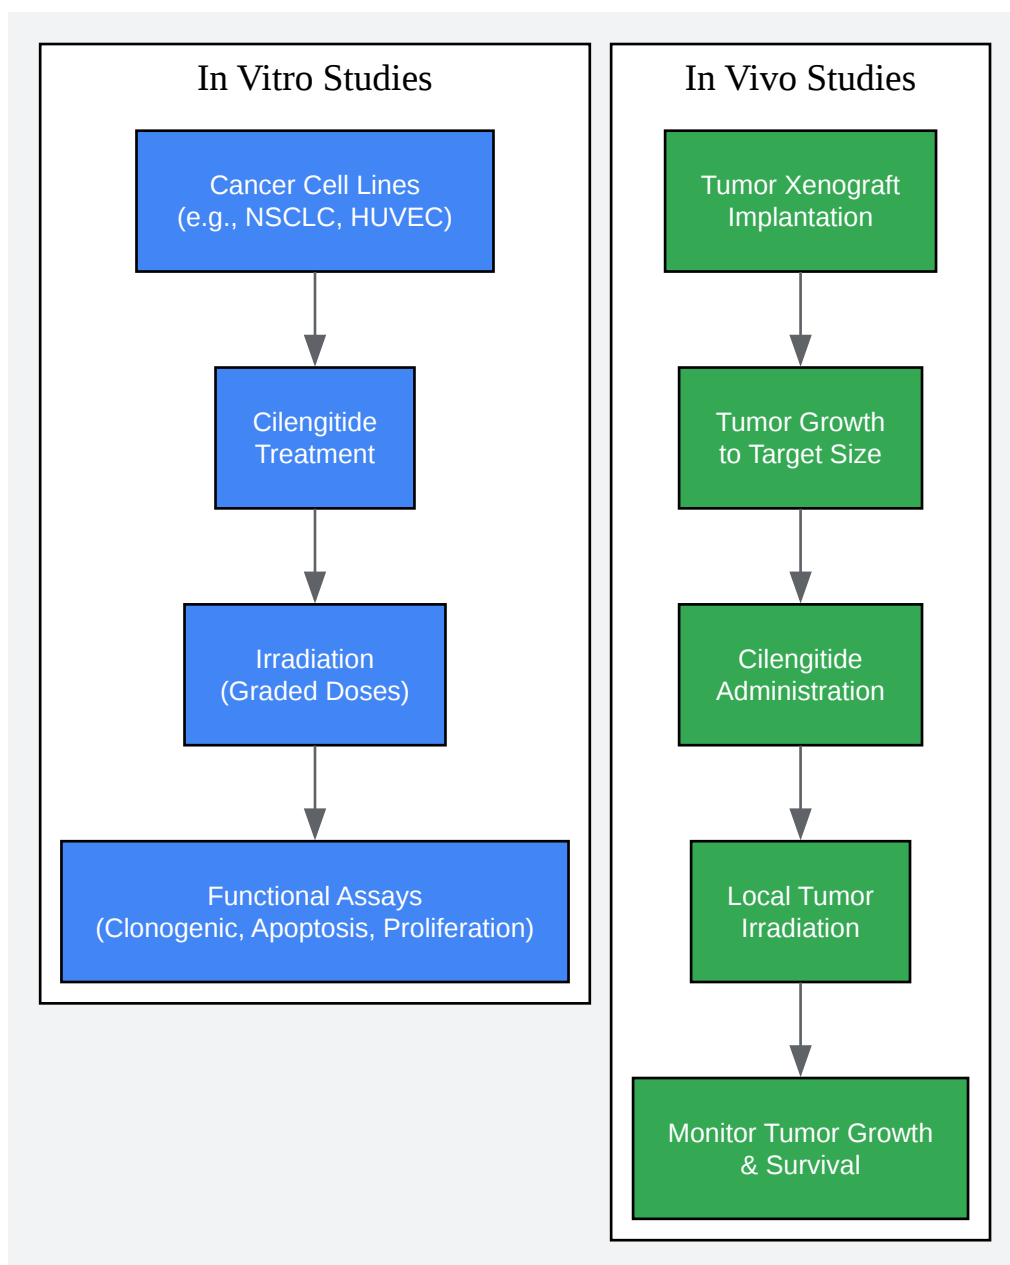 In Vitro Studies
Cancer Cell Lines
(e.g., NSCLC, HUVEC)
Cilengitide
Treatment
Irradiation
(Graded Doses)
Functional Assays
(Clonogenic, Apoptosis, Proliferation)
In Vivo Studies
Tumor Xenograft
Implantation
Tumor Growth
to Target Size
Cilengitide
Administration
Local Tumor
Irradiation
Monitor Tumor Growth
& Survival